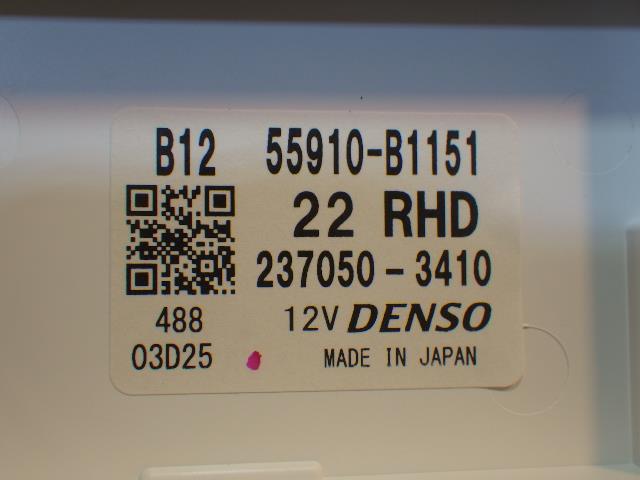 B12 55910-B1151
22 RHD
237050-3410
488 12V DENSO
03D25 MADE IN JAPAN